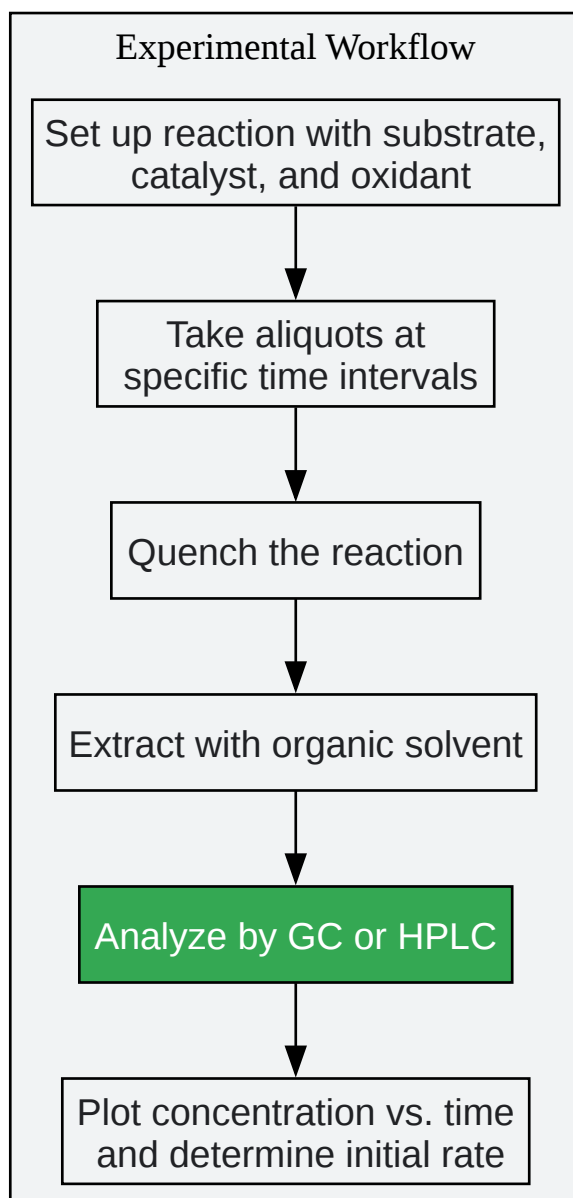 Experimental Workflow
Set up reaction with substrate,
catalyst, and oxidant
Take aliquots at
specific time intervals
Quench the reaction
Extract with organic solvent
Analyze by GC or HPLC
Plot concentration vs. time
and determine initial rate